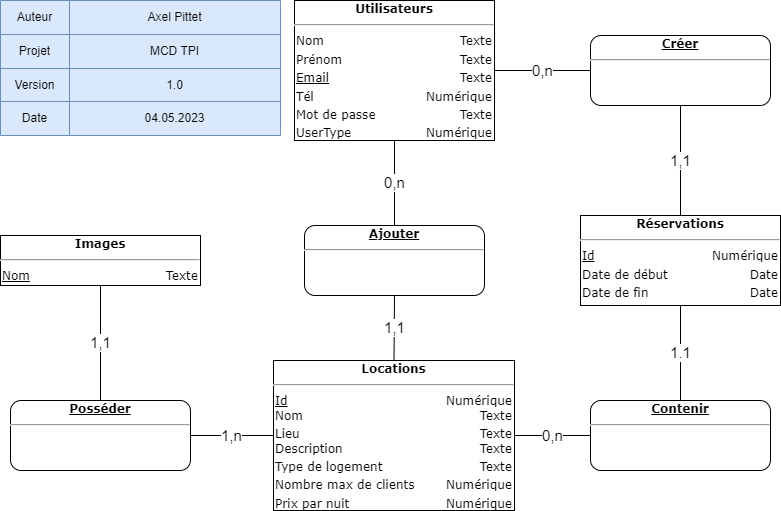 Auteur Axel Pittet
Projet MCD TPI
Version 1.0
Date 04.05.2023
Utilisateurs
Nom Texte
Prénom Texte
Email Texte
Tél Numérique
Mot de passe Texte
UserType Numérique
0,n
Créer
1,1
0,n
Ajouter
Réservations
Id Numérique
Date de début Date
Date de fin Date
Images
Nom Texte
1,1
1,1
1.1
Locations
Id Numérique
Nom Texte
Lieu Texte
Description Texte
Type de logement Texte
Nombre max de clients Numérique
Prix par nuit Numérique
Posséder
1,n
0,n
Contenir